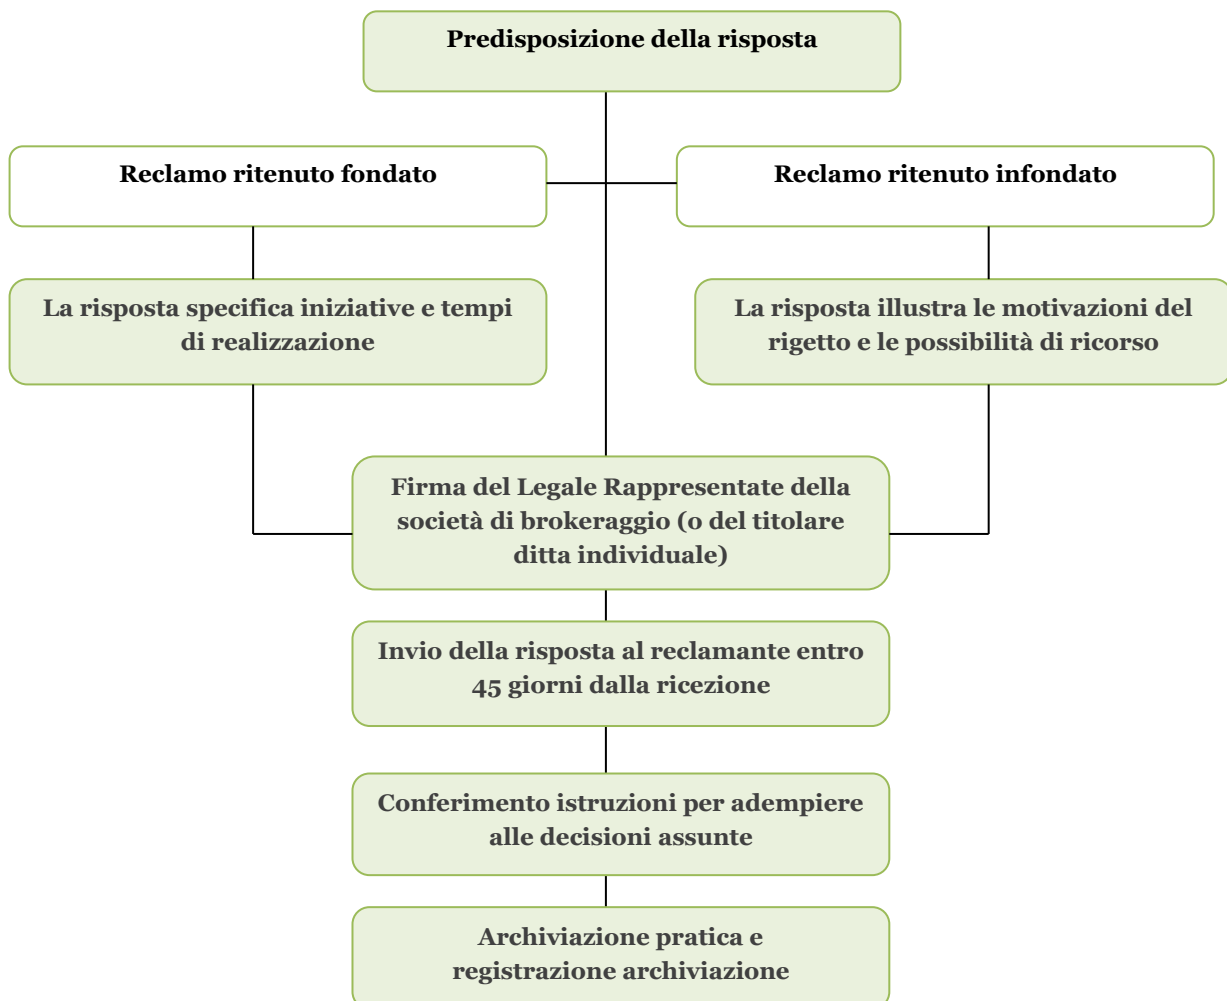 Predisposizione della risposta
Reclamo ritenuto fondato
Reclamo ritenuto infondato
La risposta specifica iniziative e tempi
di realizzazione
La risposta illustra le motivazioni del
rigetto e le possibilità di ricorso
Firma del Legale Rappresentate della
società di brokeraggio (o del titolare
ditta individuale)
Invio della risposta al reclamante entro
45 giorni dalla ricezione
Conferimento istruzioni per adempiere
alle decisioni assunte
Archiviazione pratica e
registrazione archiviazione